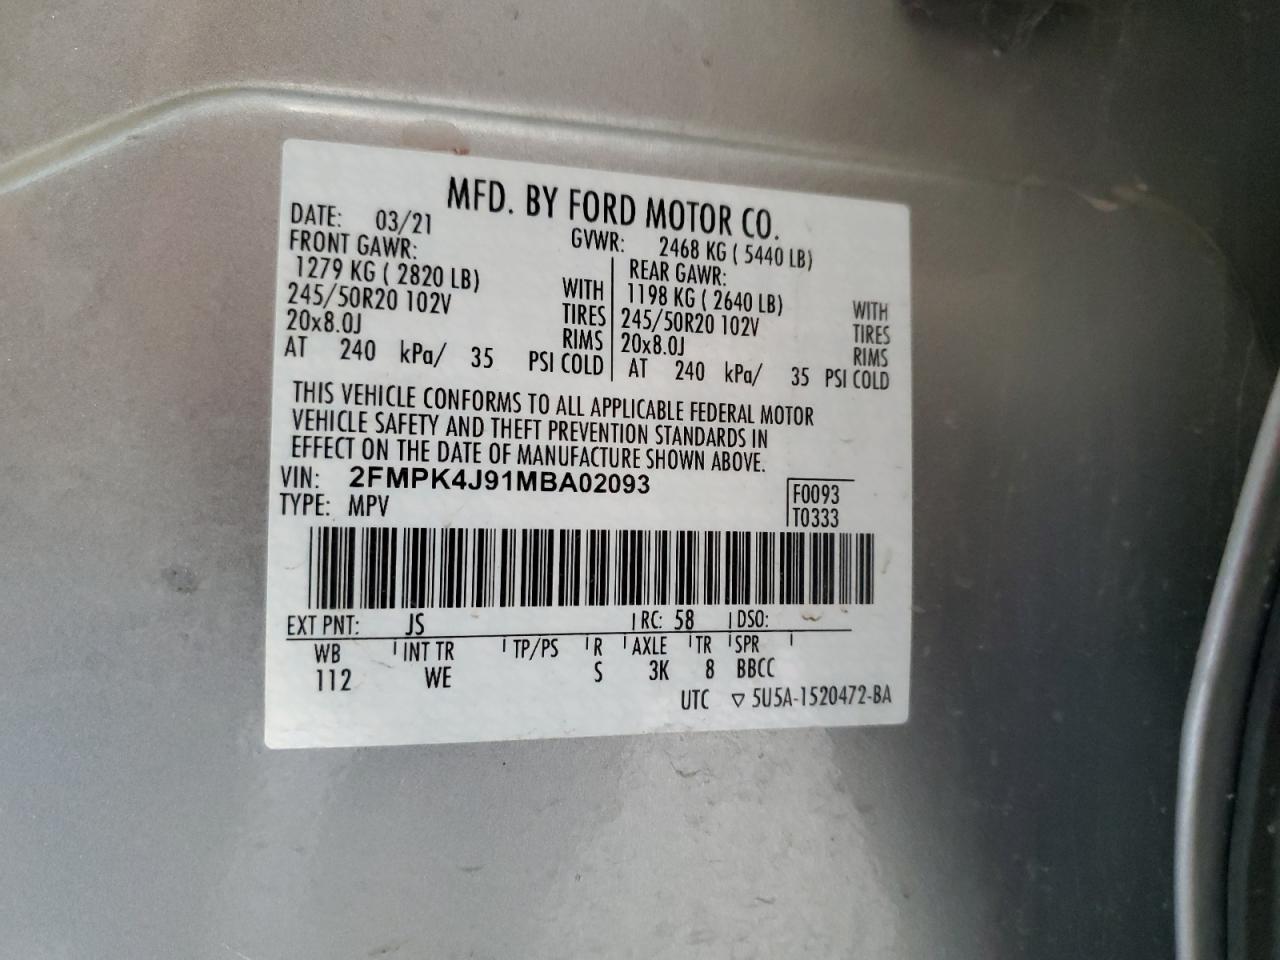 MFD. BY FORD MOTOR CO.
DATE: 03/21
GVWR: 2468 KG ( 5440 LB)
FRONT GAWR:
1279 KG ( 2820 LB) WITH
245/50R20 102V TIRES
20x8.0J RIMS
AT 240 kPa/ 35 PSI COLD
REAR GAWR:
1198 KG ( 2640 LB) WITH
245/50R20 102V TIRES
20x8.0J RIMS
AT 240 kPa/ 35 PSI COLD
THIS VEHICLE CONFORMS TO ALL APPLICABLE FEDERAL MOTOR
VEHICLE SAFETY AND THEFT PREVENTION STANDARDS IN
EFFECT ON THE DATE OF MANUFACTURE SHOWN ABOVE.
VIN: 2FMPK4J91MBA02093
TYPE: MPV
F0093
T0333
EXT PNT: JS RC: 58 DSO:
WB INT TR TP/PS R AXLE TR SPR
112 WE S 3K 8 BBCC
UTC ▽ 5U5A-1520472-BA